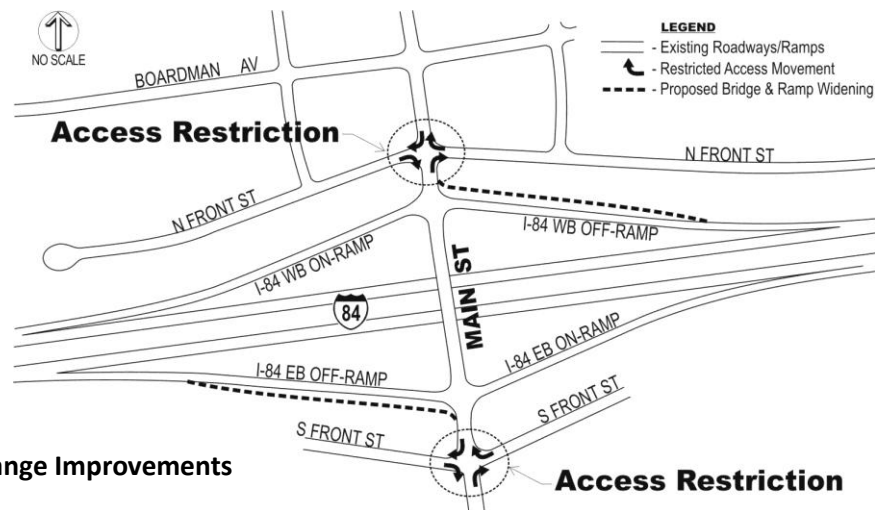 NO SCALE
LEGEND
- Existing Roadways/Ramps
- Restricted Access Movement
- Proposed Bridge & Ramp Widening
BOARDMAN AV
Access Restriction
N FRONT ST
N FRONT ST
I-84 WB OFF-RAMP
I-84 WB ON-RAMP
MAIN ST
84
I-84 EB ON-RAMP
I-84 EB OFF-RAMP
S FRONT ST
S FRONT ST
ange Improvements
Access Restriction